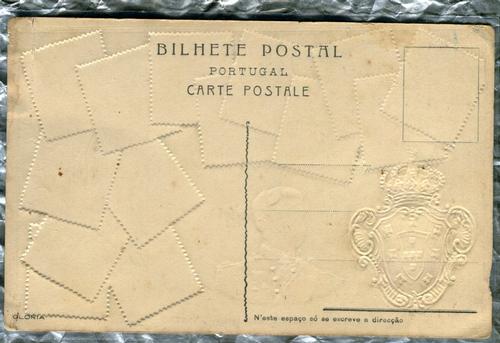 BILHETE POSTAL
PORTUGAL
CARTE POSTALE
GLORIA
N'este espaço só se escreve a direcção